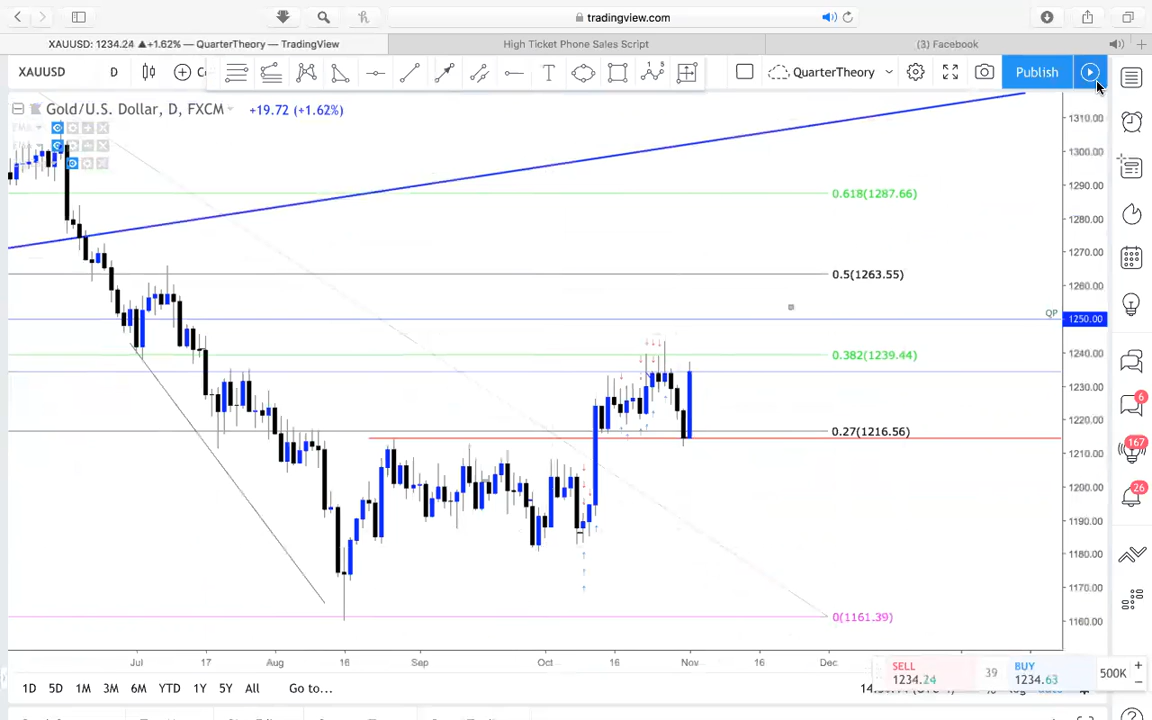 tradingview.com
XAUUSD: 1234.24 ▲+1.62% — QuarterTheory — TradingView
High Ticket Phone Sales Script
(3) Facebook
XAUUSD D QuarterTheory Publish
Gold/U.S. Dollar, D, FXCM +19.72 (+1.62%)
1310.00
1300.00
1290.00
0.618(1287.66)
1280.00
1270.00
0.5(1263.55)
1260.00
QP 1250.00
1240.00
0.382(1239.44)
1230.00
1220.00
0.27(1216.56)
1210.00
1200.00
1190.00
1180.00
1170.00
1160.00
0(1161.39)
6
167
26
Jul 17 Aug 16 Sep Oct 16 Nov 16 Dec
SELL
1234.24
39
BUY
1234.63
500K
1D 5D 1M 3M 6M YTD 1Y 5Y All Go to...